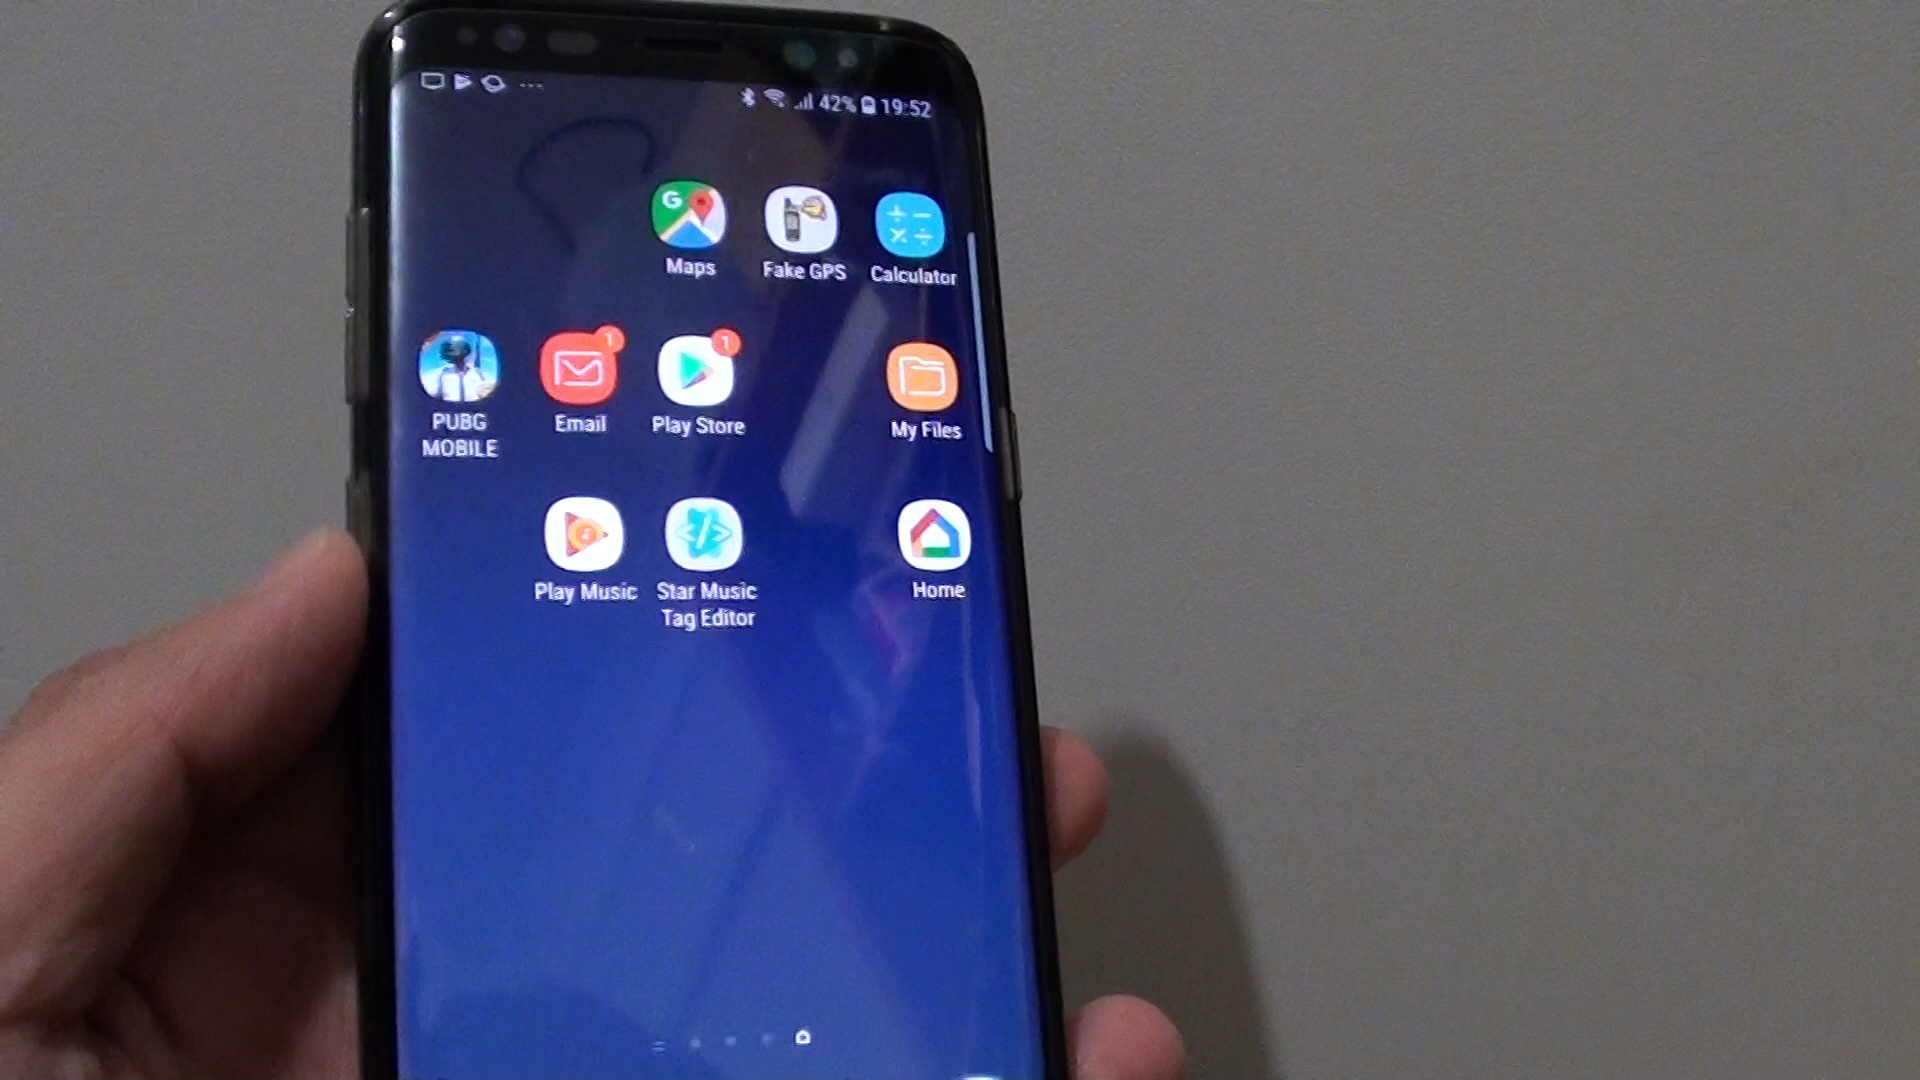 42% 19:52
G
Maps
Fake GPS
Calculator
1
1
PUBG
MOBILE
Email
Play Store
My Files
Play Music
Star Music
Tag Editor
Home